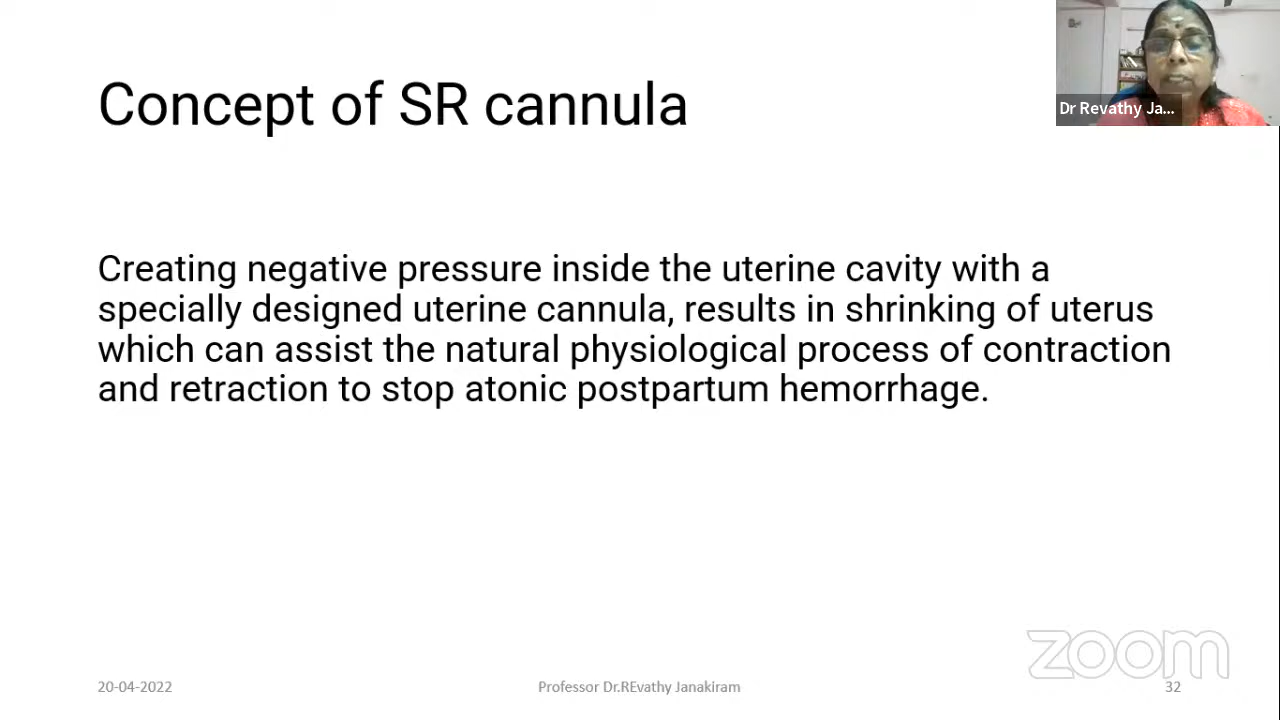 Concept of SR cannula
Dr Revathy Ja...
Creating negative pressure inside the uterine cavity with a
specially designed uterine cannula, results in shrinking of uterus
which can assist the natural physiological process of contraction
and retraction to stop atonic postpartum hemorrhage.
zoom
20-04-2022
Professor Dr.REvathy Janakiram
32